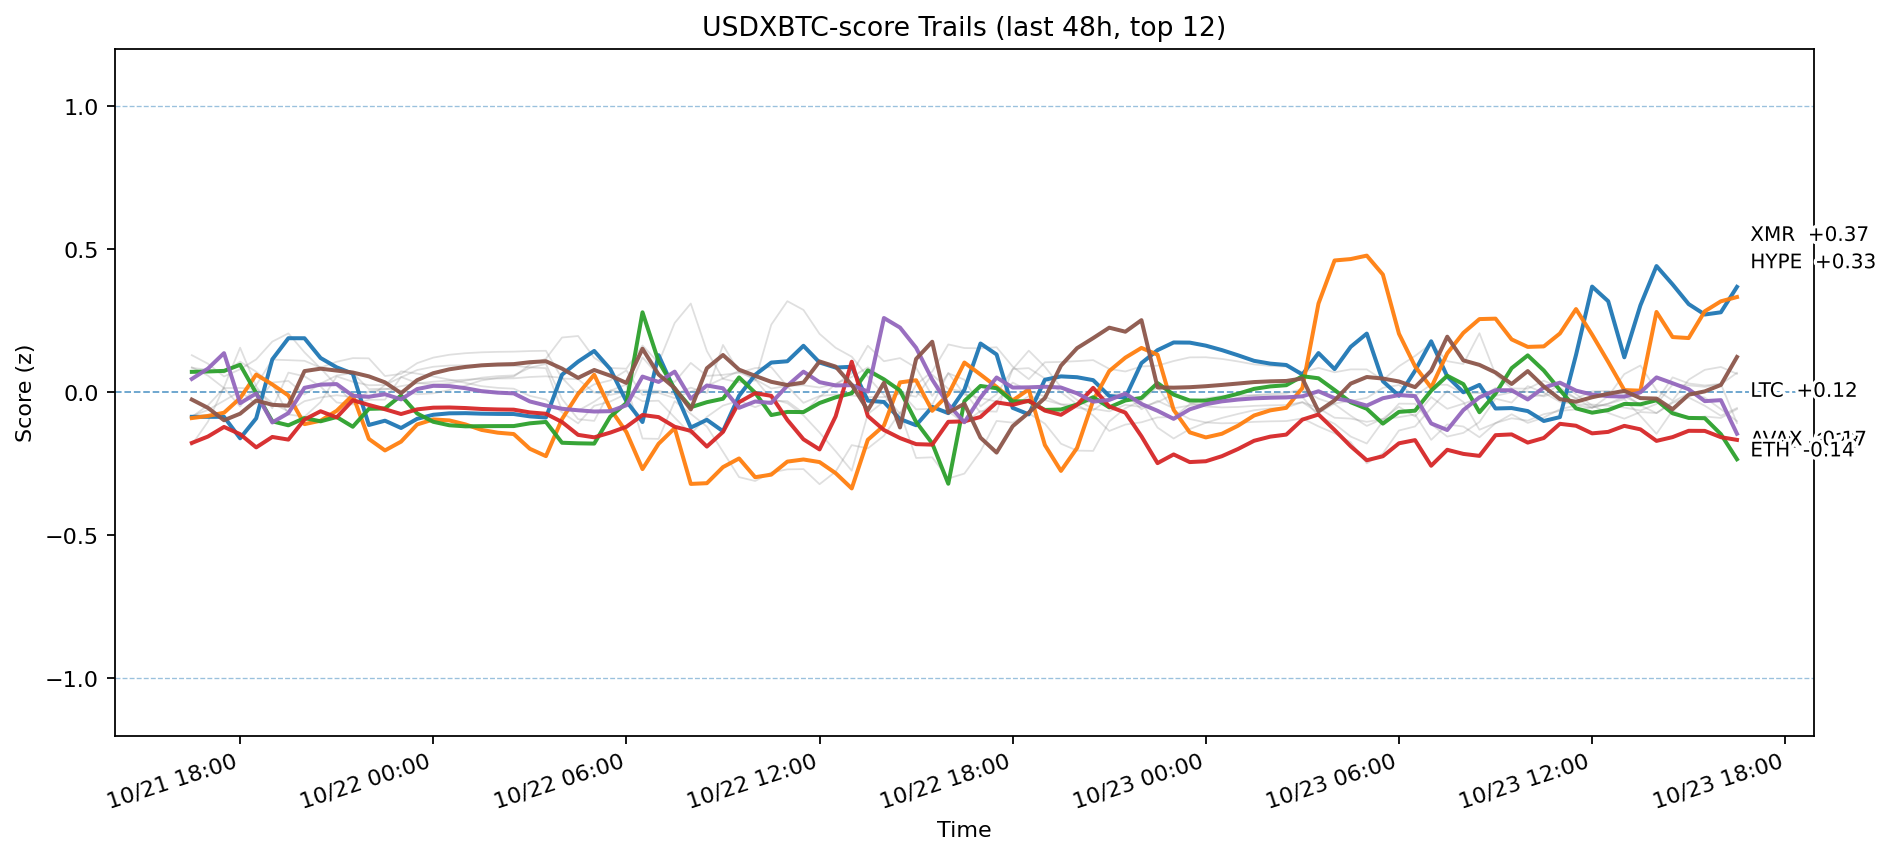 USDXBTC-score Trails (last 48h, top 12)
Score (z)
1.0
0.5
0.0
−0.5
−1.0
XMR +0.37
HYPE +0.33
LTC +0.12
AVAX -0.17
ETH -0.14
10/21 18:00
10/22 00:00
10/22 06:00
10/22 12:00
10/22 18:00
10/23 00:00
10/23 06:00
10/23 12:00
10/23 18:00
Time